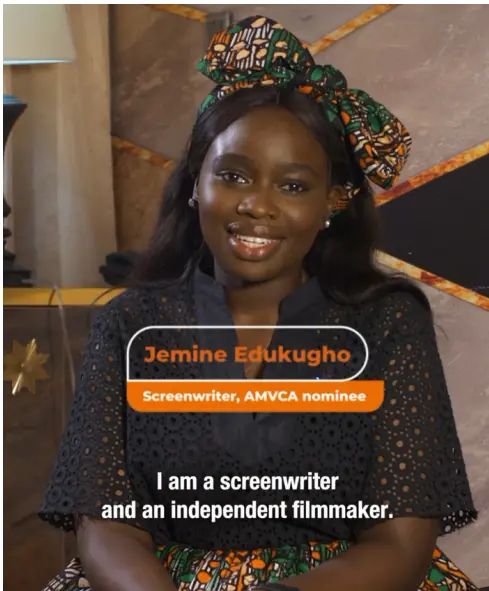 Jemine Edukugho
Screenwriter, AMVCA nominee
I am a screenwriter
and an independent filmmaker.